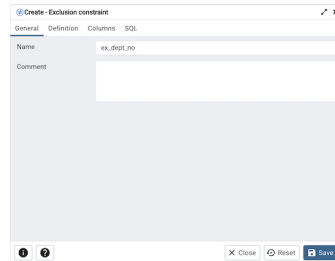 Create - Exclusion constraint
General Definition Columns SQL
Name ex_dept_no
Comment
Close Reset Save